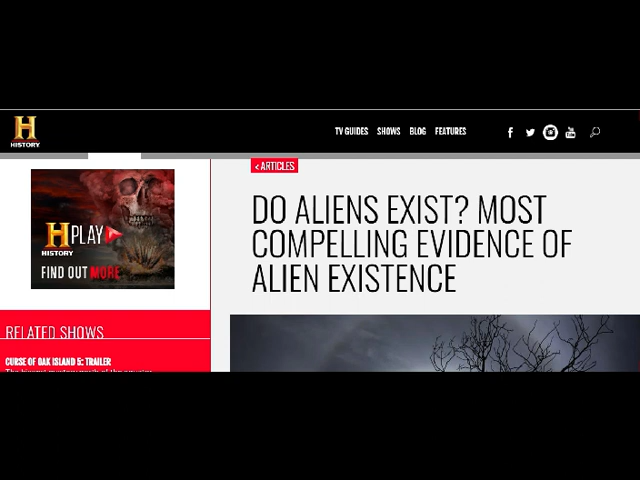 H
HISTORY
TV GUIDES SHOWS BLOG FEATURES
< ARTICLES
H PLAY
HISTORY
FIND OUT MORE
DO ALIENS EXIST? MOST
COMPELLING EVIDENCE OF
ALIEN EXISTENCE
RELATED SHOWS
CURSE OF OAK ISLAND 5: TRAILER